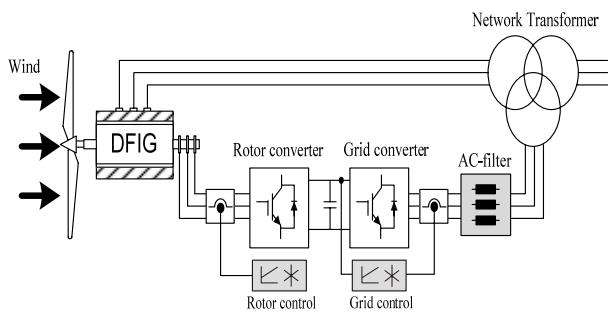 Network Transformer
Wind
DFIG
Rotor converter
Grid converter
AC-filter
Rotor control
Grid control